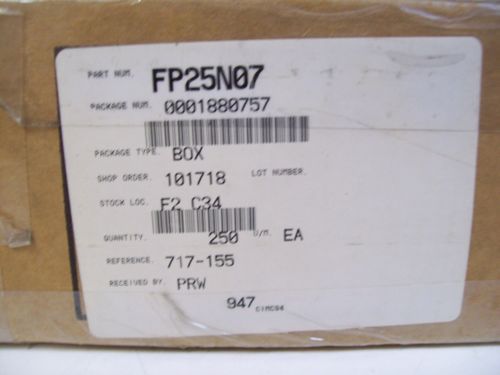 PART NUM. FP25N07
PACKAGE NUM. 0001880757
PACKAGE TYPE. BOX
SHOP ORDER. 101718 LOT NUMBER.
STOCK LOC. F2 C34
QUANTITY. 250 U/M. EA
REFERENCE. 717-155
RECEIVED BY. PRW
947 CIMC94